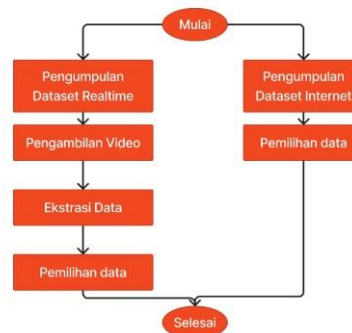 Mulai
Pengumpulan
Dataset Realtime
Pengumpulan
Dataset Internet
Pengambilan Video
Pemilihan data
Ekstrasi Data
Pemilihan data
Selesai